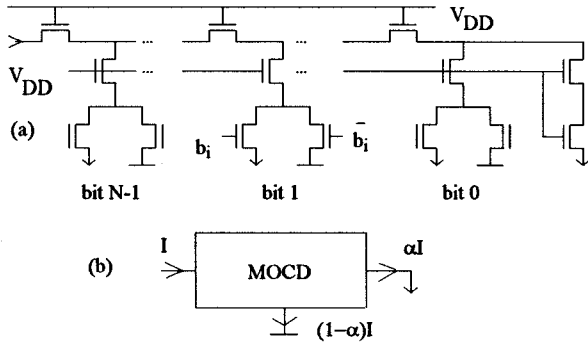 V_DD
... ...
V_DD ... ...
(a)
b_i b̄_i
bit N-1 bit 1 bit 0
(b) I MOCD αI
(1−α)I